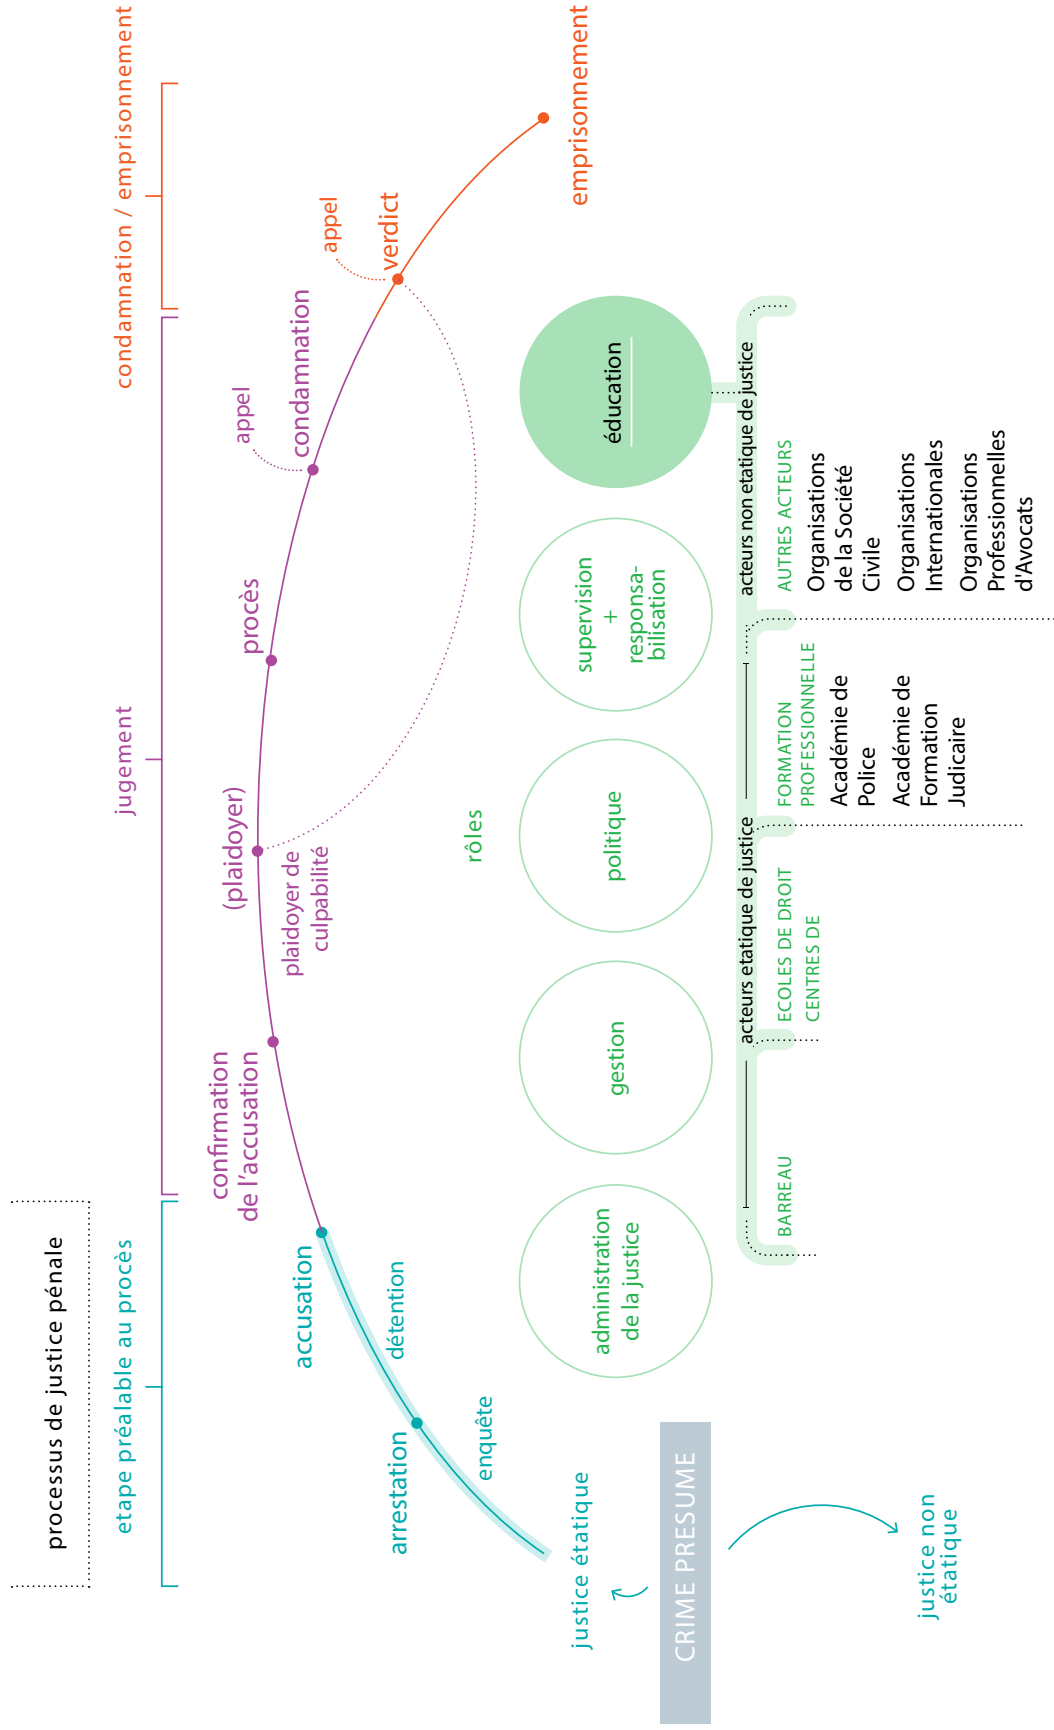 processus de justice pénale
etape préalable au procès
jugement
condamnation / emprisonnement
justice étatique
enquête
arrestation
détention
accusation
confirmation
de l'accusation
(plaidoyer)
plaidoyer de
culpabilité
procès
condamnation
appel
verdict
appel
emprisonnement
CRIME PRESUME
justice non
étatique
rôles
administration
de la justice
gestion
politique
supervision
+
responsa-
bilisation
éducation
acteurs etatique de justice
acteurs non etatique de justice
BARREAU
ECOLES DE DROIT
CENTRES DE
FORMATION
PROFESSIONNELLE
Académie de
Police
Académie de
Formation
Judicaire
AUTRES ACTEURS
Organisations
de la Société
Civile
Organisations
Internationales
Organisations
Professionnelles
d'Avocats